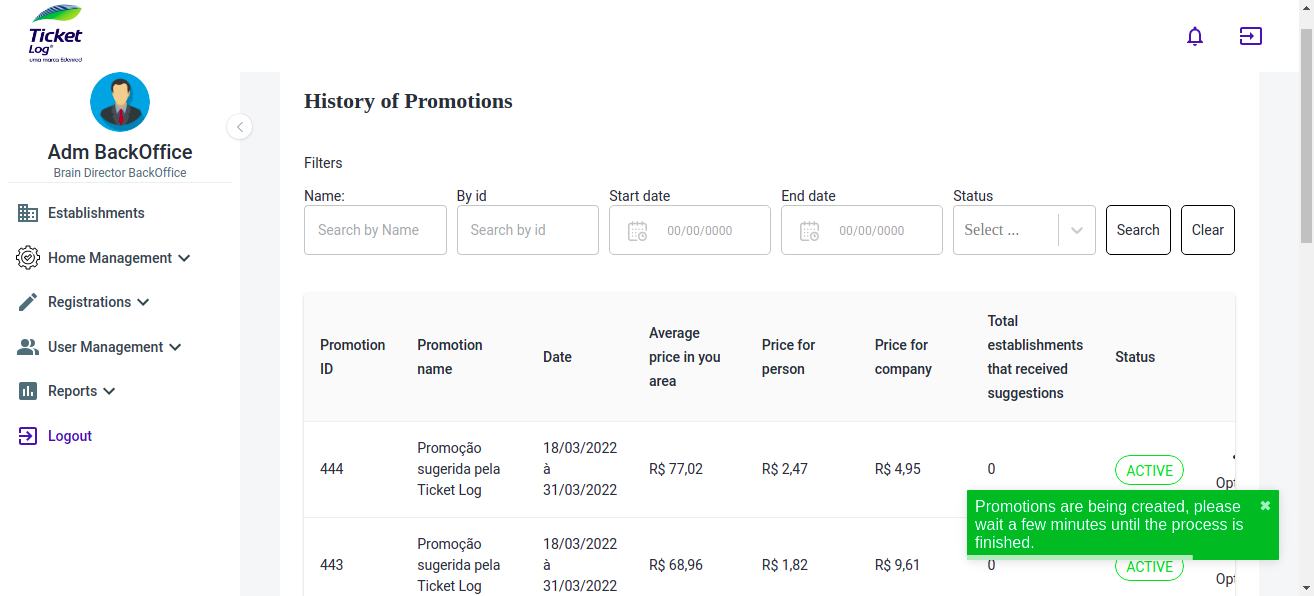 Ticket
Log
uma marca Edenred
Adm BackOffice
Brain Director BackOffice
Establishments
Home Management
Registrations
User Management
Reports
Logout
History of Promotions
Filters
Name: By id Start date End date Status
Search by Name Search by id 00/00/0000 00/00/0000 Select ... Search Clear
Promotion
ID
Promotion
name
Date
Average
price in you
area
Price for
person
Price for
company
Total
establishments
that received
suggestions
Status
444
Promoção
sugerida pela
Ticket Log
18/03/2022
à
31/03/2022
R$ 77,02
R$ 2,47
R$ 4,95
0
ACTIVE
Opt
443
Promoção
sugerida pela
Ticket Log
18/03/2022
à
31/03/2022
R$ 68,96
R$ 1,82
R$ 9,61
0
ACTIVE
Opt
Promotions are being created, please
wait a few minutes until the process is
finished.